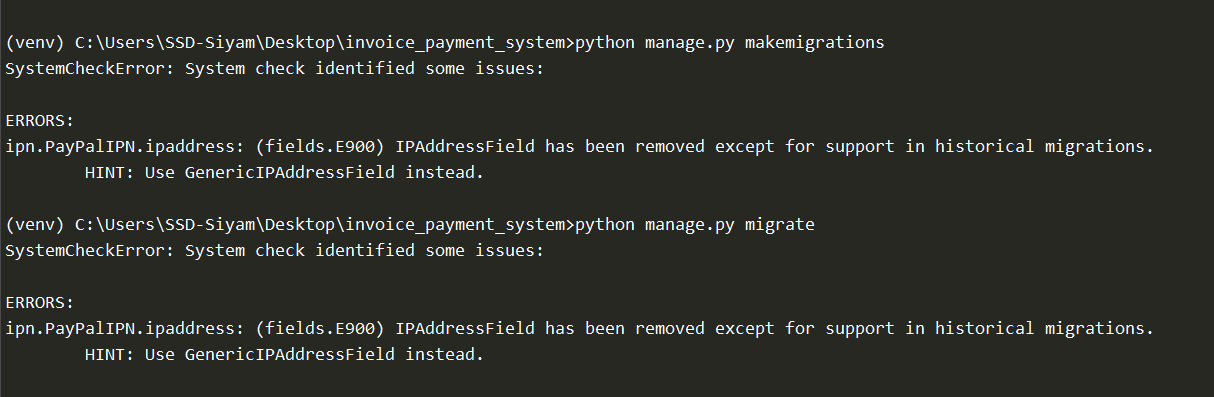 (venv) C:\Users\SSD-Siyam\Desktop\invoice_payment_system>python manage.py makemigrations
SystemCheckError: System check identified some issues:
ERRORS:
ipn.PayPalIPN.ipaddress: (fields.E900) IPAddressField has been removed except for support in historical migrations.
HINT: Use GenericIPAddressField instead.
(venv) C:\Users\SSD-Siyam\Desktop\invoice_payment_system>python manage.py migrate
SystemCheckError: System check identified some issues:
ERRORS:
ipn.PayPalIPN.ipaddress: (fields.E900) IPAddressField has been removed except for support in historical migrations.
HINT: Use GenericIPAddressField instead.